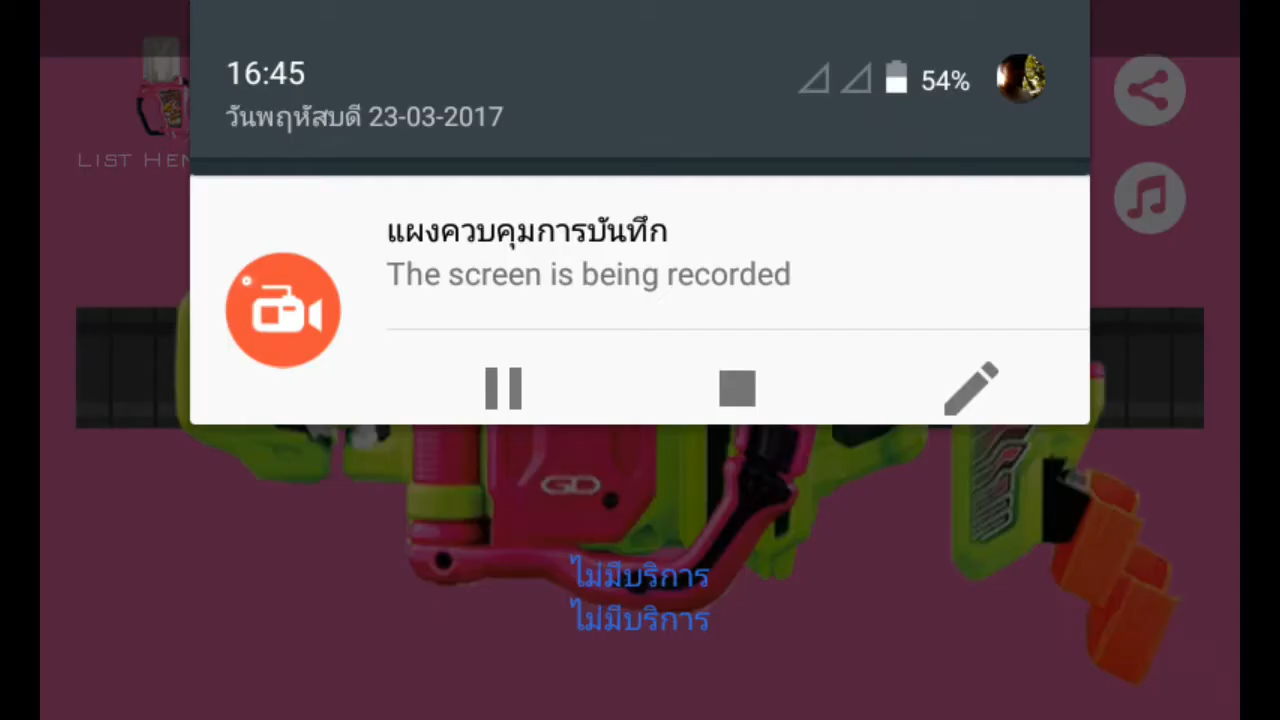 16:45
54%
วันพฤหัสบดี 23-03-2017
LIST HEN
แผงควบคุมการบันทึก
The screen is being recorded
GD
ไม่มีบริการ
ไม่มีบริการ